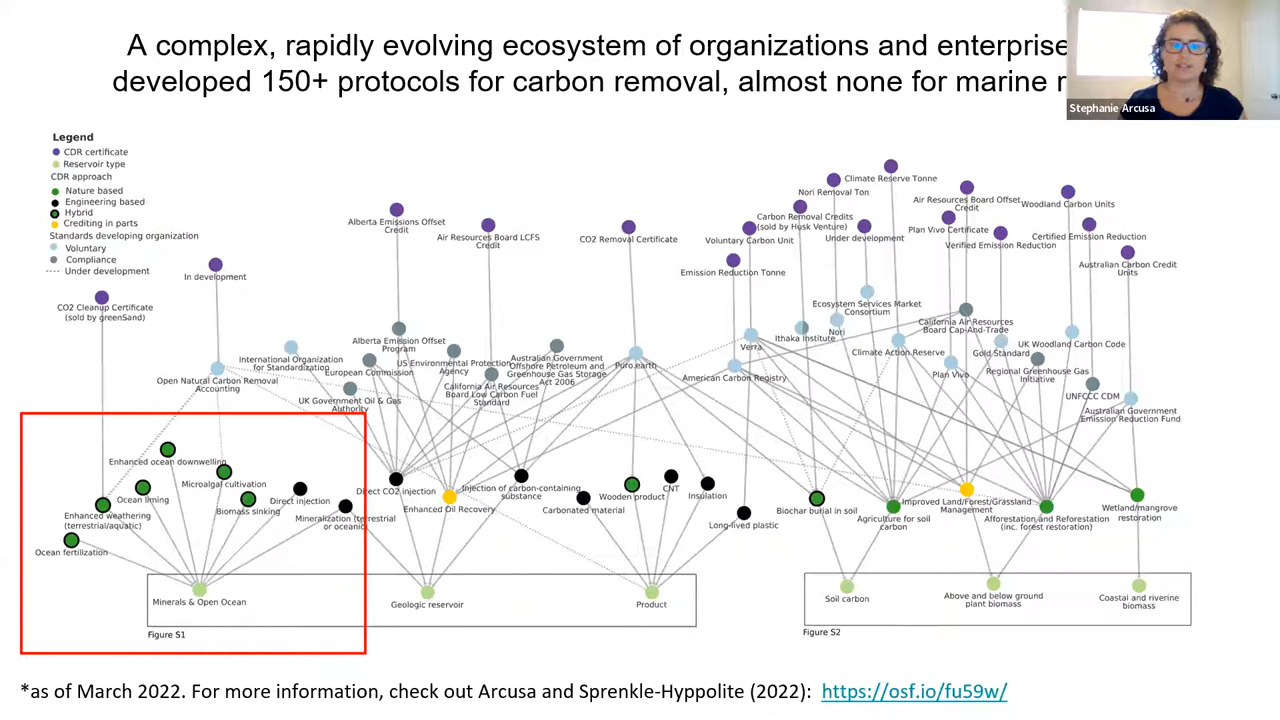 A complex, rapidly evolving ecosystem of organizations and enterprise
developed 150+ protocols for carbon removal, almost none for marine
Stephanie Arcusa
Legend
CDR certificate
Reservoir type
CDR approach
Nature based
Engineering based
Hybrid
Crediting in parts
Standards developing organization
Voluntary
Compliance
Under development
CO2 Cleanup Certificate
(sold by greenSand)
In development
Alberta Emissions Offset
Credit
Air Resources Board LCFS
Credit
CO2 Removal Certificate
Emission Reduction Tonne
Voluntary Carbon Unit
Carbon Removal Credits
(sold by Husk Venture)
Nori Removal Ton
Under development
Climate Reserve Tonne
Plan Vivo Certificate
Air Resources Board Offset
Credit
Verified Emission Reduction
Woodland Carbon Units
Certified Emission Reduction
Australian Carbon Credit
Units
Open Natural Carbon Removal
Accounting
International Organization
for Standardization
UK Government Oil & Gas
Authority
European Commission
Alberta Emission Offset
Program
US Environmental Protection
Agency
California Air Resources
Board Low Carbon Fuel
Standard
Australian Government
Offshore Petroleum and
Greenhouse Gas Storage
Act 2006
Puro.earth
American Carbon Registry
Verra
Ithaka Institute
Nori
Ecosystem Services Market
Consortium
Climate Action Reserve
Plan Vivo
California Air Resources
Board Cap-And-Trade
Gold Standard
Regional Greenhouse Gas
Initiative
UK Woodland Carbon Code
UNFCCC CDM
Australian Government
Emission Reduction Fund
Enhanced ocean downwelling
Microalgal cultivation
Ocean liming
Biomass sinking
Direct injection
Enhanced weathering
(terrestrial/aquatic)
Mineralization (terrestrial
or oceanic)
Ocean fertilization
Direct CO2 injection
Enhanced Oil Recovery
Injection of carbon-containing
substance
Carbonated material
Wooden product
CNT
Insulation
Long-lived plastic
Biochar burial in soil
Agriculture for soil
carbon
Improved Land/Forest/Grassland
Management
Afforestation and Reforestation
(inc. forest restoration)
Wetland/mangrove
restoration
Minerals & Open Ocean
Geologic reservoir
Product
Soil carbon
Above and below ground
plant biomass
Coastal and riverine
biomass
Figure S1
Figure S2
*as of March 2022. For more information, check out Arcusa and Sprenkle-Hyppolite (2022): https://osf.io/fu59w/